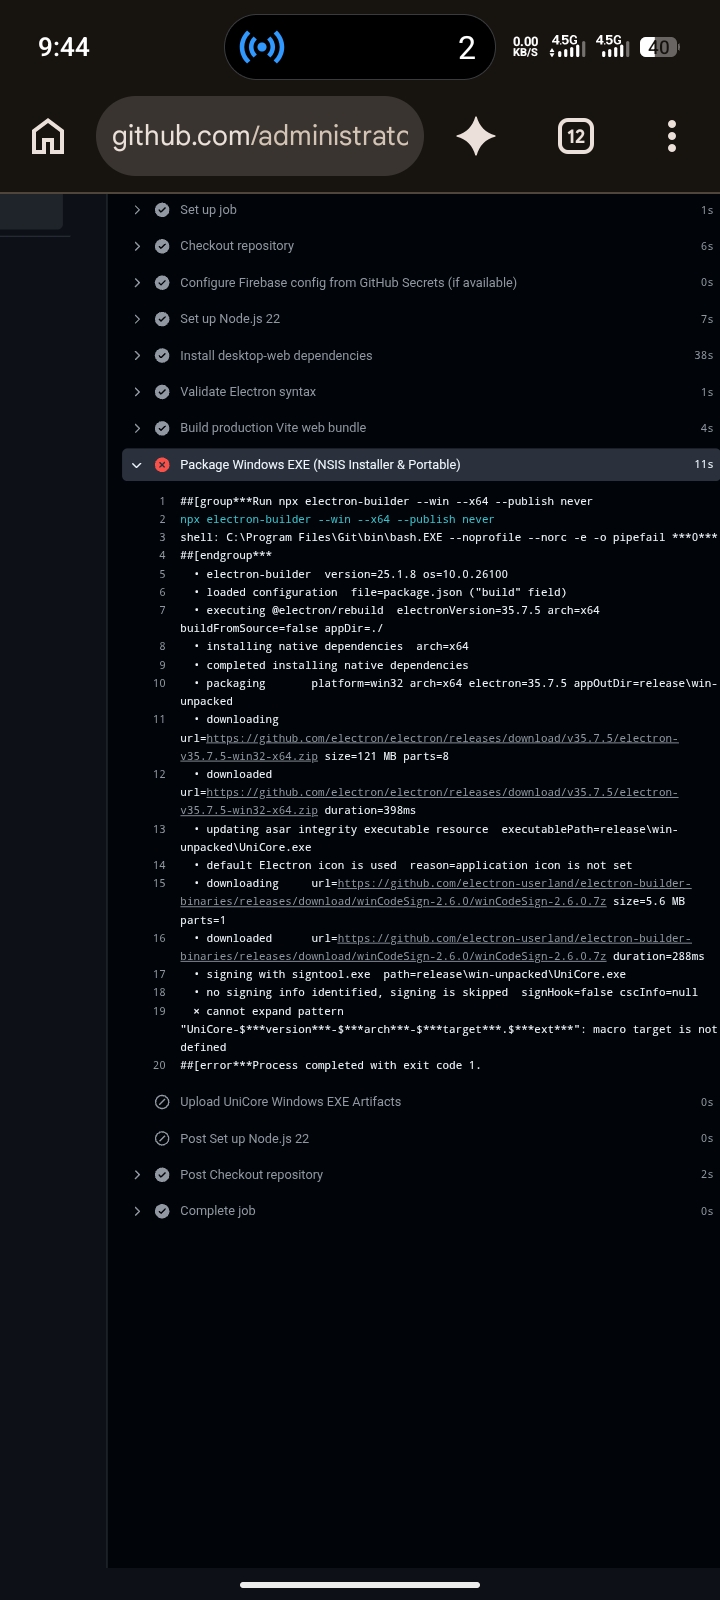 9:44
2
0.00 KB/S
4.5G
4.5G
40
github.com/administratc
12
Set up job 1s
Checkout repository 6s
Configure Firebase config from GitHub Secrets (if available) 0s
Set up Node.js 22 7s
Install desktop-web dependencies 38s
Validate Electron syntax 1s
Build production Vite web bundle 4s
Package Windows EXE (NSIS Installer & Portable) 11s
1 ##[group***Run npx electron-builder --win --x64 --publish never
2 npx electron-builder --win --x64 --publish never
3 shell: C:\Program Files\Git\bin\bash.EXE --noprofile --norc -e -o pipefail ***0***
4 ##[endgroup***
5 • electron-builder version=25.1.8 os=10.0.26100
6 • loaded configuration file=package.json ("build" field)
7 • executing @electron/rebuild electronVersion=35.7.5 arch=x64
buildFromSource=false appDir=./
8 • installing native dependencies arch=x64
9 • completed installing native dependencies
10 • packaging platform=win32 arch=x64 electron=35.7.5 appOutDir=release\win-
unpacked
11 • downloading
url=https://github.com/electron/electron/releases/download/v35.7.5/electron-
v35.7.5-win32-x64.zip size=121 MB parts=8
12 • downloaded
url=https://github.com/electron/electron/releases/download/v35.7.5/electron-
v35.7.5-win32-x64.zip duration=398ms
13 • updating asar integrity executable resource executablePath=release\win-
unpacked\UniCore.exe
14 • default Electron icon is used reason=application icon is not set
15 • downloading url=https://github.com/electron-userland/electron-builder-
binaries/releases/download/winCodeSign-2.6.0/winCodeSign-2.6.0.7z size=5.6 MB
parts=1
16 • downloaded url=https://github.com/electron-userland/electron-builder-
binaries/releases/download/winCodeSign-2.6.0/winCodeSign-2.6.0.7z duration=288ms
17 • signing with signtool.exe path=release\win-unpacked\UniCore.exe
18 • no signing info identified, signing is skipped signHook=false cscInfo=null
19 ⨯ cannot expand pattern
"UniCore-$***version***-$***arch***-$***target***.$***ext***": macro target is not
defined
20 ##[error***Process completed with exit code 1.
Upload UniCore Windows EXE Artifacts 0s
Post Set up Node.js 22 0s
Post Checkout repository 2s
Complete job 0s